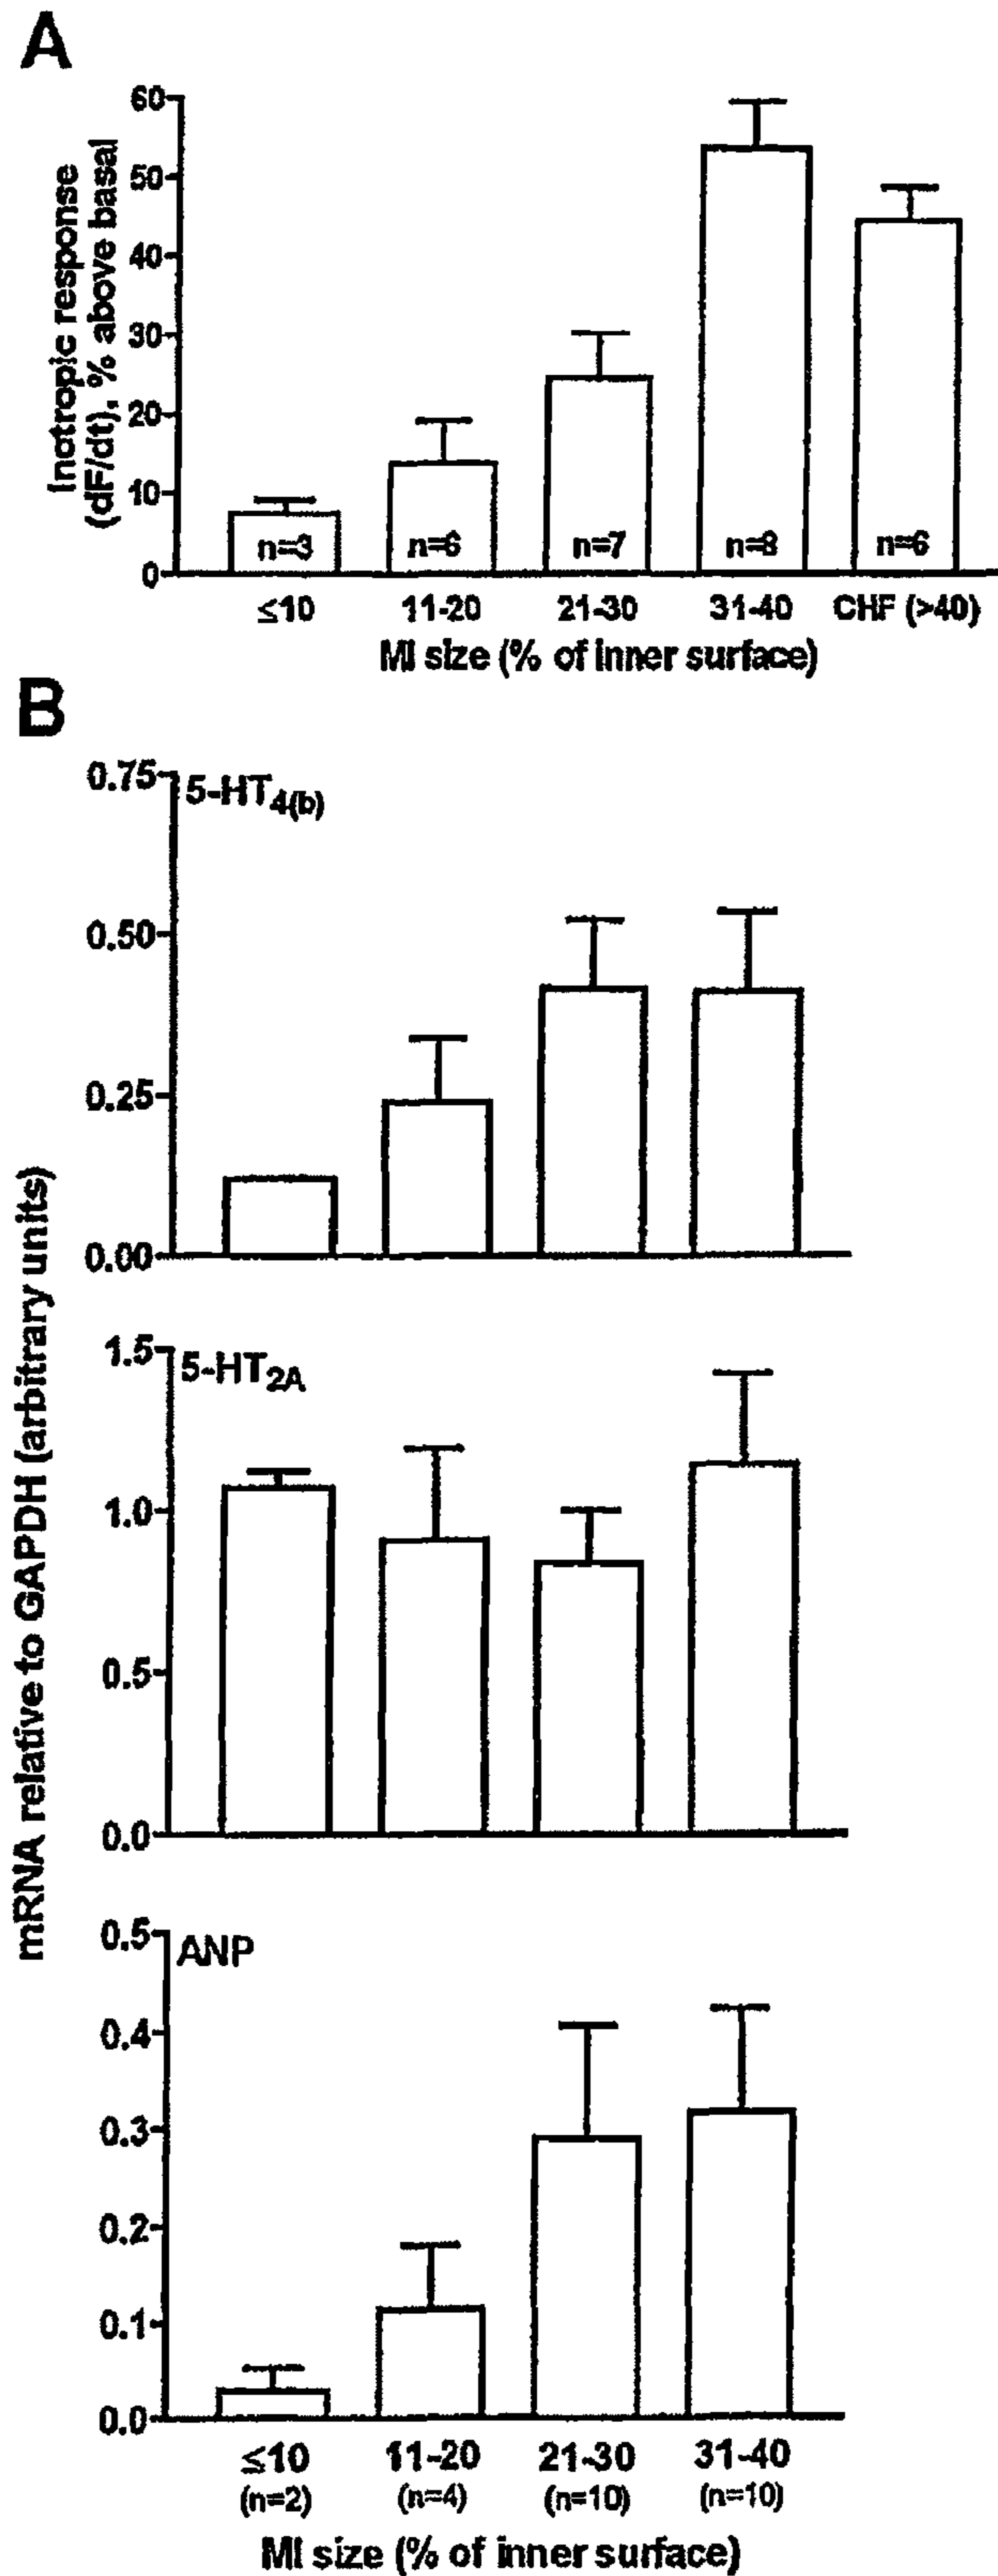 A
60
50
40
30
20
10
0
Inotropic response
(dF/dt), % above basal
n=3
n=6
n=7
n=8
n=6
≤10
11-20
21-30
31-40
CHF (>40)
MI size (% of inner surface)
B
mRNA relative to GAPDH (arbitrary units)
0.75
5-HT4(b)
0.50
0.25
0.00
1.5
5-HT2A
1.0
0.5
0.0
0.5
ANP
0.4
0.3
0.2
0.1
0.0
≤10
11-20
21-30
31-40
(n=2)
(n=4)
(n=10)
(n=10)
MI size (% of inner surface)